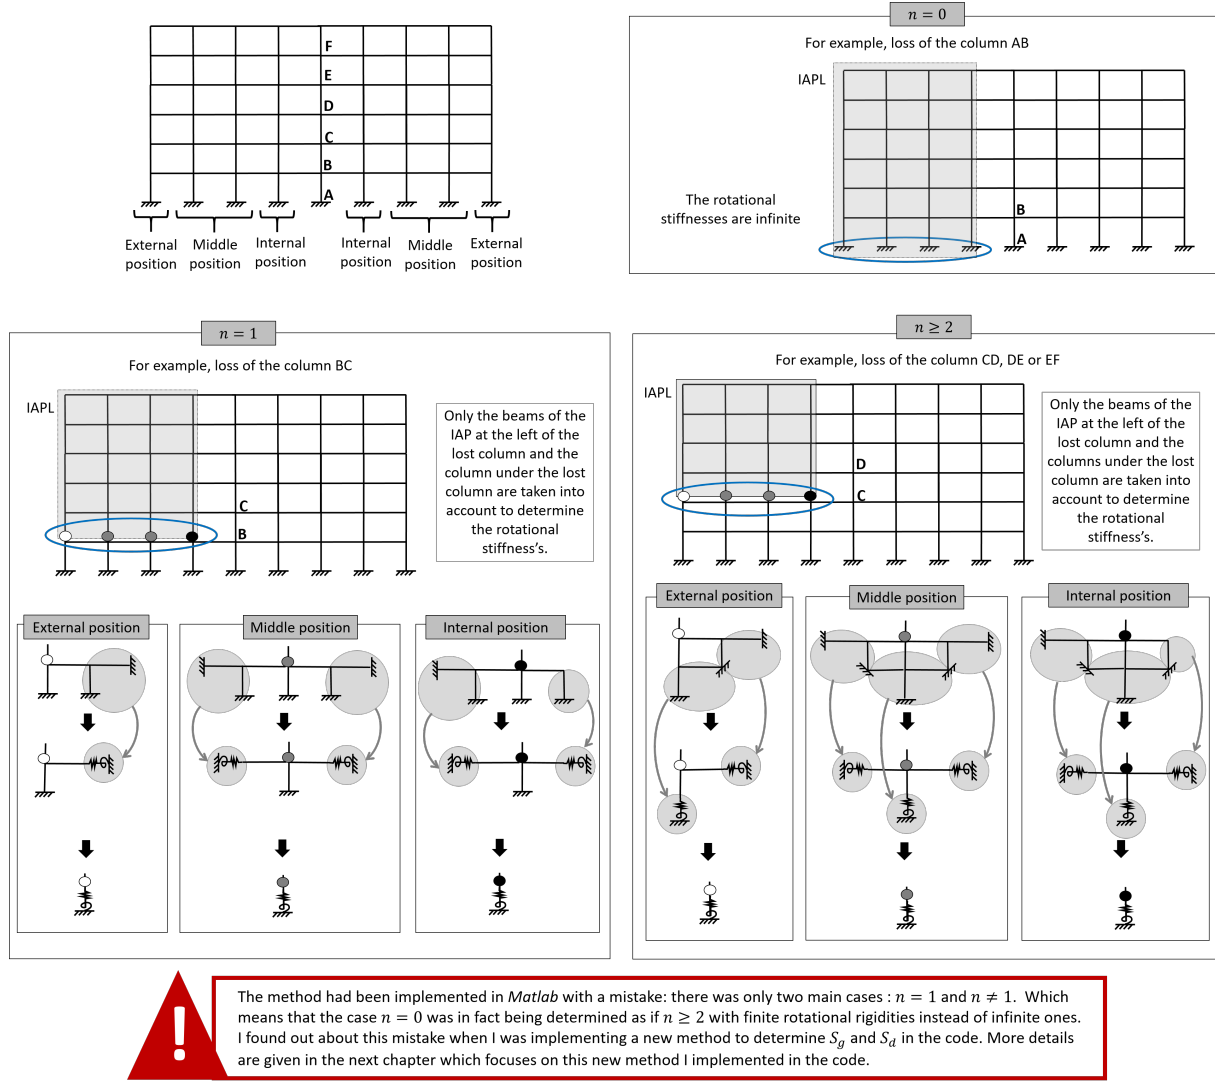 F
E
D
C
B
A
External position
Middle position
Internal position
Internal position
Middle position
External position
n = 0
For example, loss of the column AB
IAPL
The rotational
stiffnesses are infinite
B
A
n = 1
For example, loss of the column BC
IAPL
C
B
Only the beams of the
IAP at the left of the
lost column and the
column under the lost
column are taken into
account to determine
the rotational
stiffness's.
External position
Middle position
Internal position
n ≥ 2
For example, loss of the column CD, DE or EF
IAPL
D
C
Only the beams of the
IAP at the left of the
lost column and the
columns under the lost
column are taken into
account to determine
the rotational
stiffness's.
External position
Middle position
Internal position
!
The method had been implemented in Matlab with a mistake: there was only two main cases : n = 1 and n ≠ 1. Which
means that the case n = 0 was in fact being determined as if n ≥ 2 with finite rotational rigidities instead of infinite ones.
I found out about this mistake when I was implementing a new method to determine S_g and S_d in the code. More details
are given in the next chapter which focuses on this new method I implemented in the code.